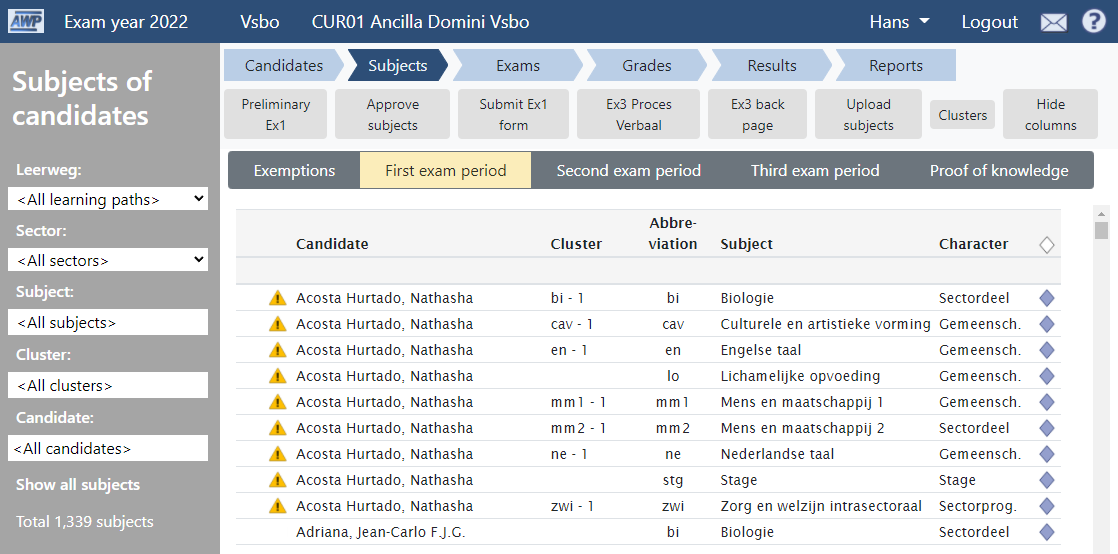 AWP Exam year 2022 Vsbo CUR01 Ancilla Domini Vsbo Hans Logout ?
Subjects of
candidates
Leerweg:
<All learning paths>
Sector:
<All sectors>
Subject:
<All subjects>
Cluster:
<All clusters>
Candidate:
<All candidates>
Show all subjects
Total 1,339 subjects
Candidates Subjects Exams Grades Results Reports
Preliminary
Ex1
Approve
subjects
Submit Ex1
form
Ex3 Proces
Verbaal
Ex3 back
page
Upload
subjects
Clusters
Hide
columns
Exemptions First exam period Second exam period Third exam period Proof of knowledge
Candidate Cluster Abbre-
viation Subject Character
Acosta Hurtado, Nathasha bi - 1 bi Biologie Sectordeel
Acosta Hurtado, Nathasha cav - 1 cav Culturele en artistieke vorming Gemeensch.
Acosta Hurtado, Nathasha en - 1 en Engelse taal Gemeensch.
Acosta Hurtado, Nathasha lo Lichamelijke opvoeding Gemeensch.
Acosta Hurtado, Nathasha mm1 - 1 mm1 Mens en maatschappij 1 Gemeensch.
Acosta Hurtado, Nathasha mm2 - 1 mm2 Mens en maatschappij 2 Sectordeel
Acosta Hurtado, Nathasha ne - 1 ne Nederlandse taal Gemeensch.
Acosta Hurtado, Nathasha stg Stage Stage
Acosta Hurtado, Nathasha zwi - 1 zwi Zorg en welzijn intrasectoraal Sectorprog.
Adriana, Jean-Carlo F.J.G. bi Biologie Sectordeel